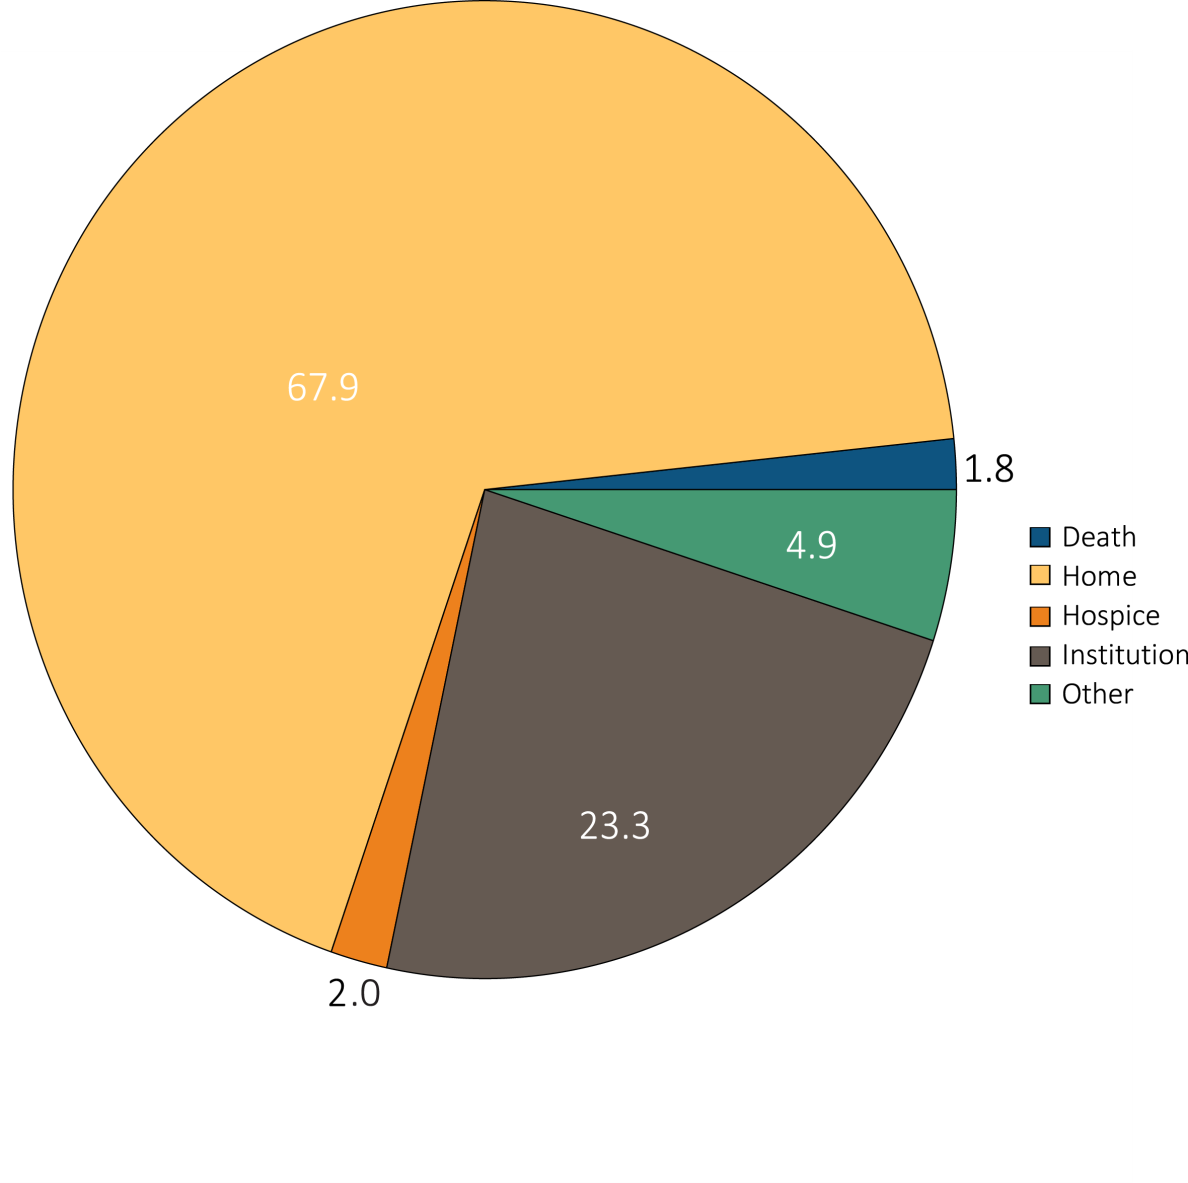 67.9
1.8
4.9
23.3
2.0
Death
Home
Hospice
Institution
Other